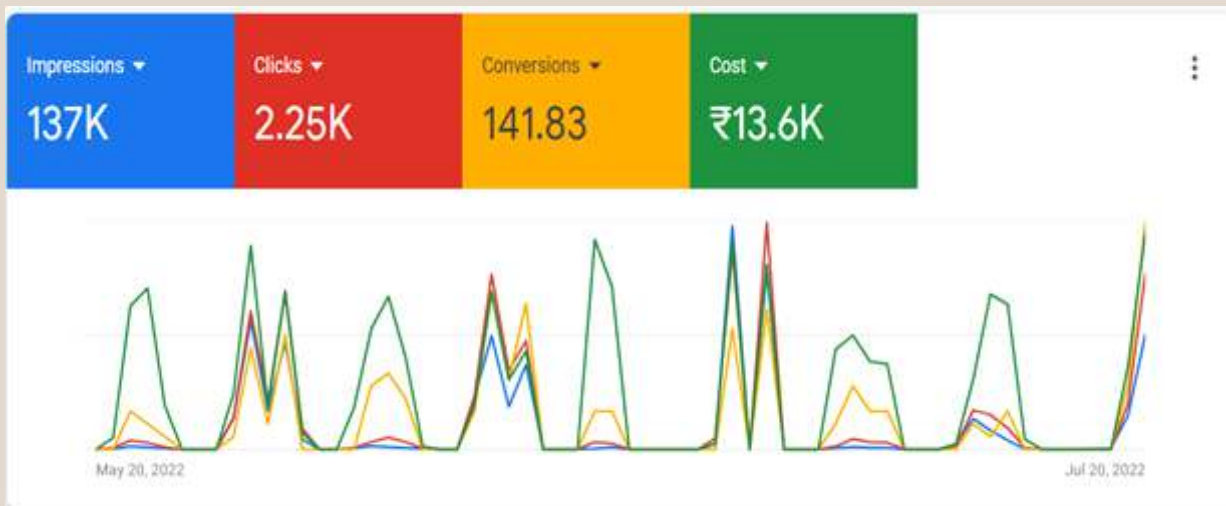 Impressions Clicks Conversions Cost
137K 2.25K 141.83 ₹13.6K
May 20, 2022 Jul 20, 2022